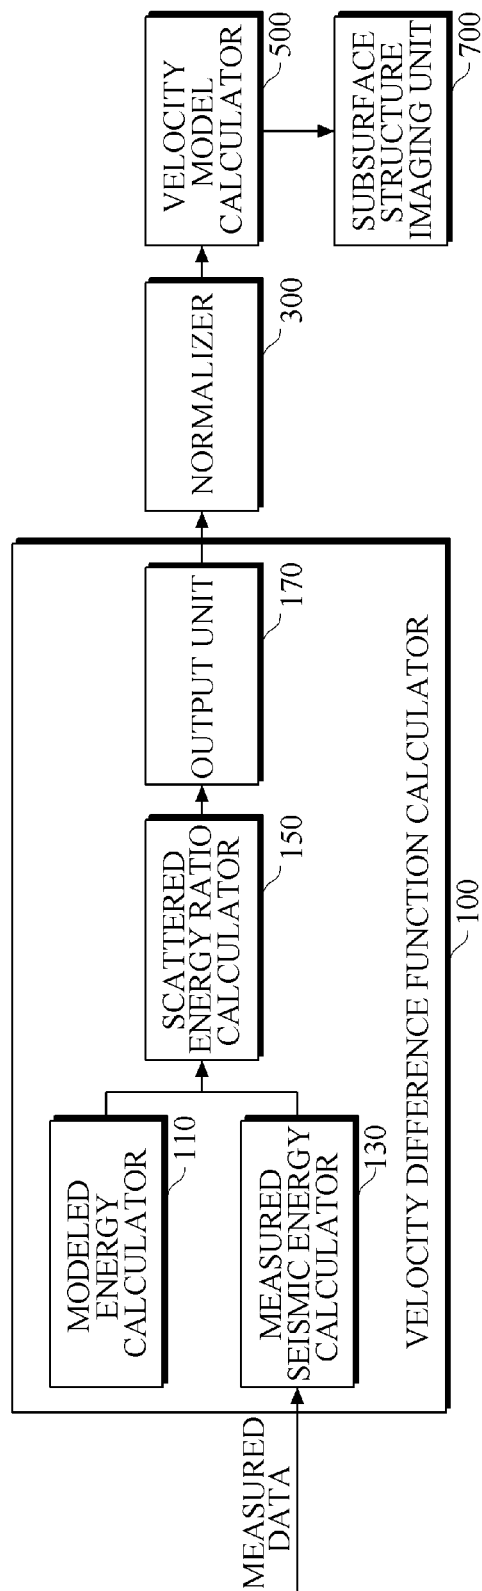 MEASURED
DATA
MODELED
ENERGY
CALCULATOR
110
MEASURED
SEISMIC ENERGY
CALCULATOR
130
SCATTERED
ENERGY RATIO
CALCULATOR
150
OUTPUT UNIT
170
VELOCITY DIFFERENCE FUNCTION CALCULATOR
100
NORMALIZER
300
VELOCITY
MODEL
CALCULATOR
500
SUBSURFACE
STRUCTURE
IMAGING UNIT
700